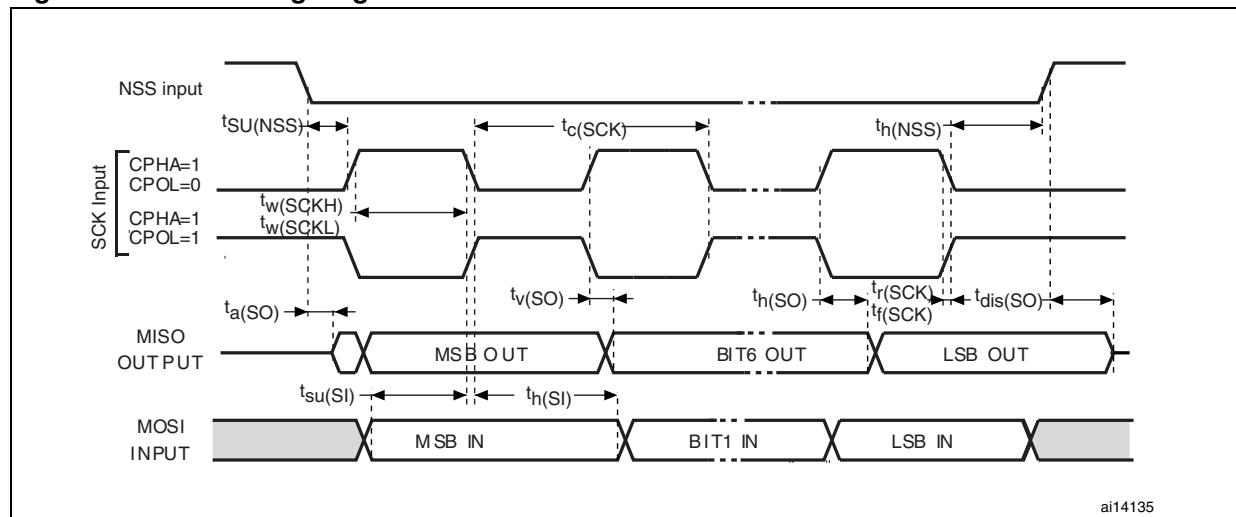 NSS input
tSU(NSS)
tc(SCK)
th(NSS)
SCK Input
CPHA=1
CPOL=0
tw(SCKH)
tw(SCKL)
CPHA=1
CPOL=1
ta(SO)
tv(SO)
th(SO)
tr(SCK)
tf(SCK)
tdis(SO)
MISO
OUTPUT
MSB OUT
BIT6 OUT
LSB OUT
tsu(SI)
th(SI)
MOSI
INPUT
MSB IN
BIT1 IN
LSB IN
ai14135